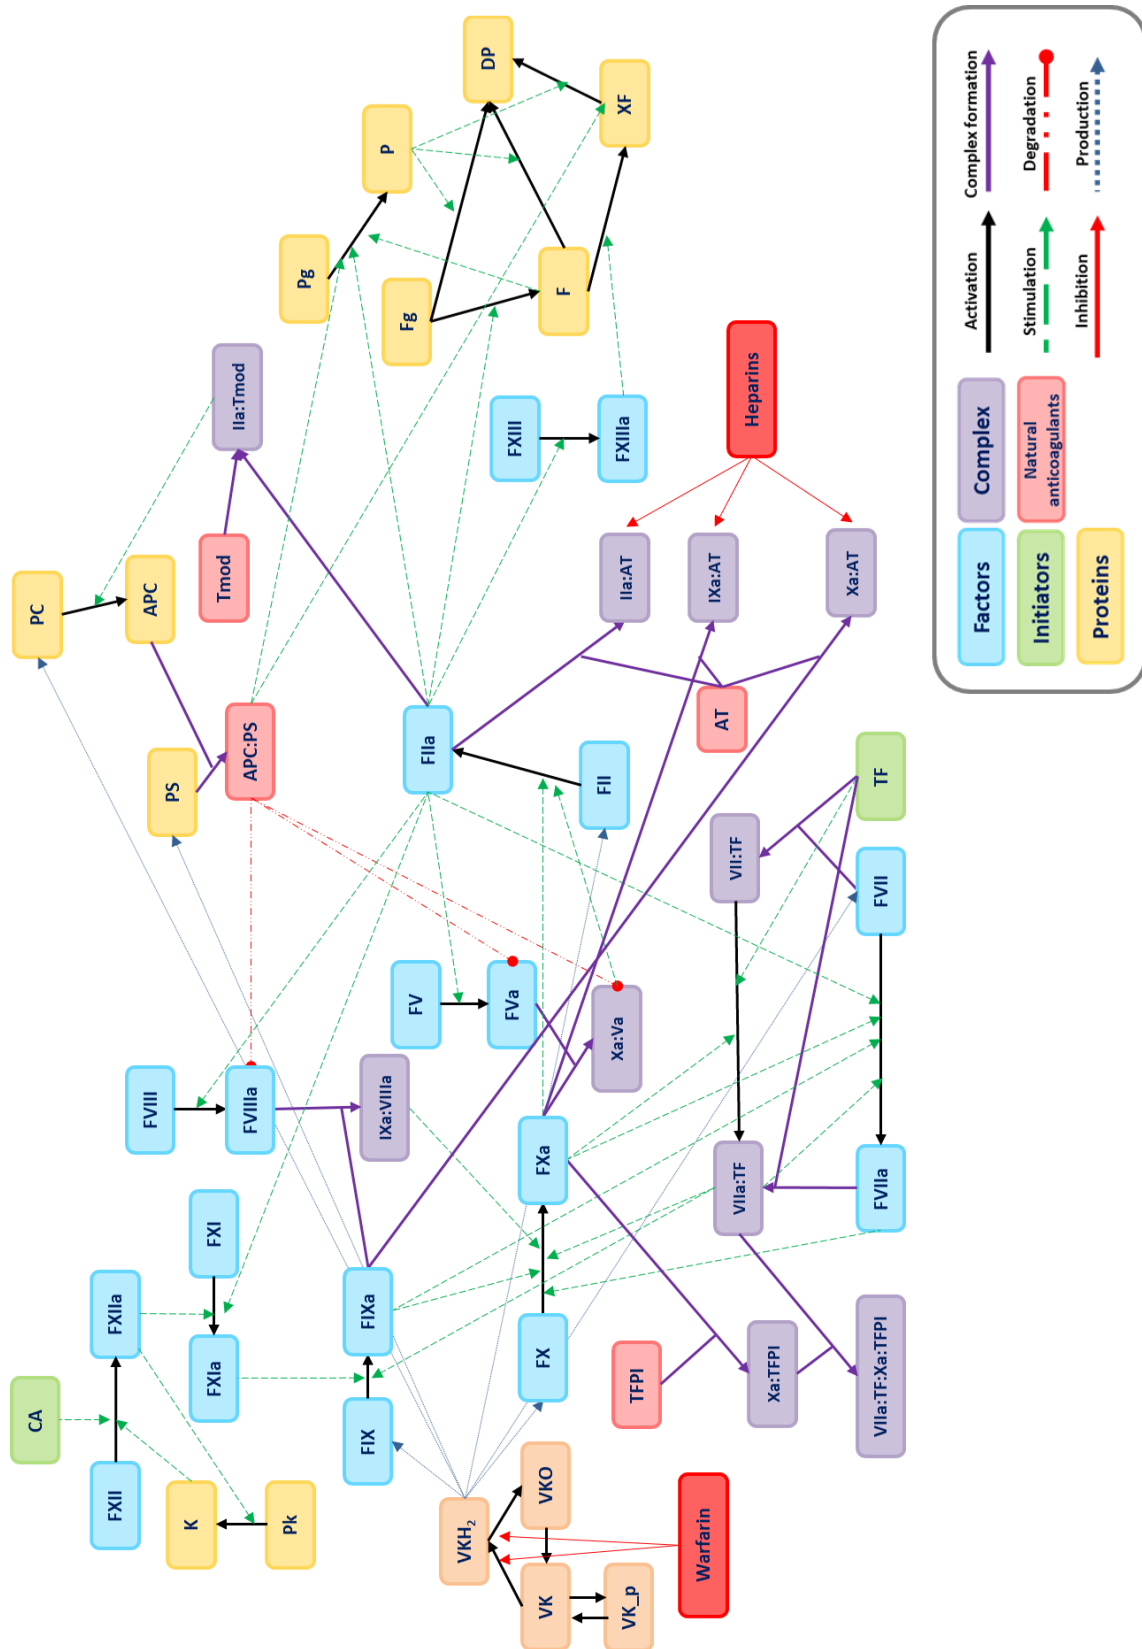 CA
PC
FXII
FXIIa
FVIII
APC
PS
K
FXIa
FXI
Tmod
IIa:Tmod
FVIIIa
APC:PS
Pk
Pg
FIX
FIXa
IXa:VIIIa
P
Fg
FV
FIIa
VKH₂
DP
FVa
FXIII
VK
VKO
FX
FXa
F
FII
Xa:Va
IIa:AT
FXIIIa
XF
VK_p
TFPI
Warfarin
AT
IXa:AT
VIIa:TF
VII:TF
Heparins
Xa:TFPI
Xa:AT
VIIa:TF:Xa:TFPI
FVIIa
FVII
TF
Factors
Complex
Activation
Complex formation
Initiators
Natural
anticoagulants
Stimulation
Degradation
Proteins
Inhibition
Production